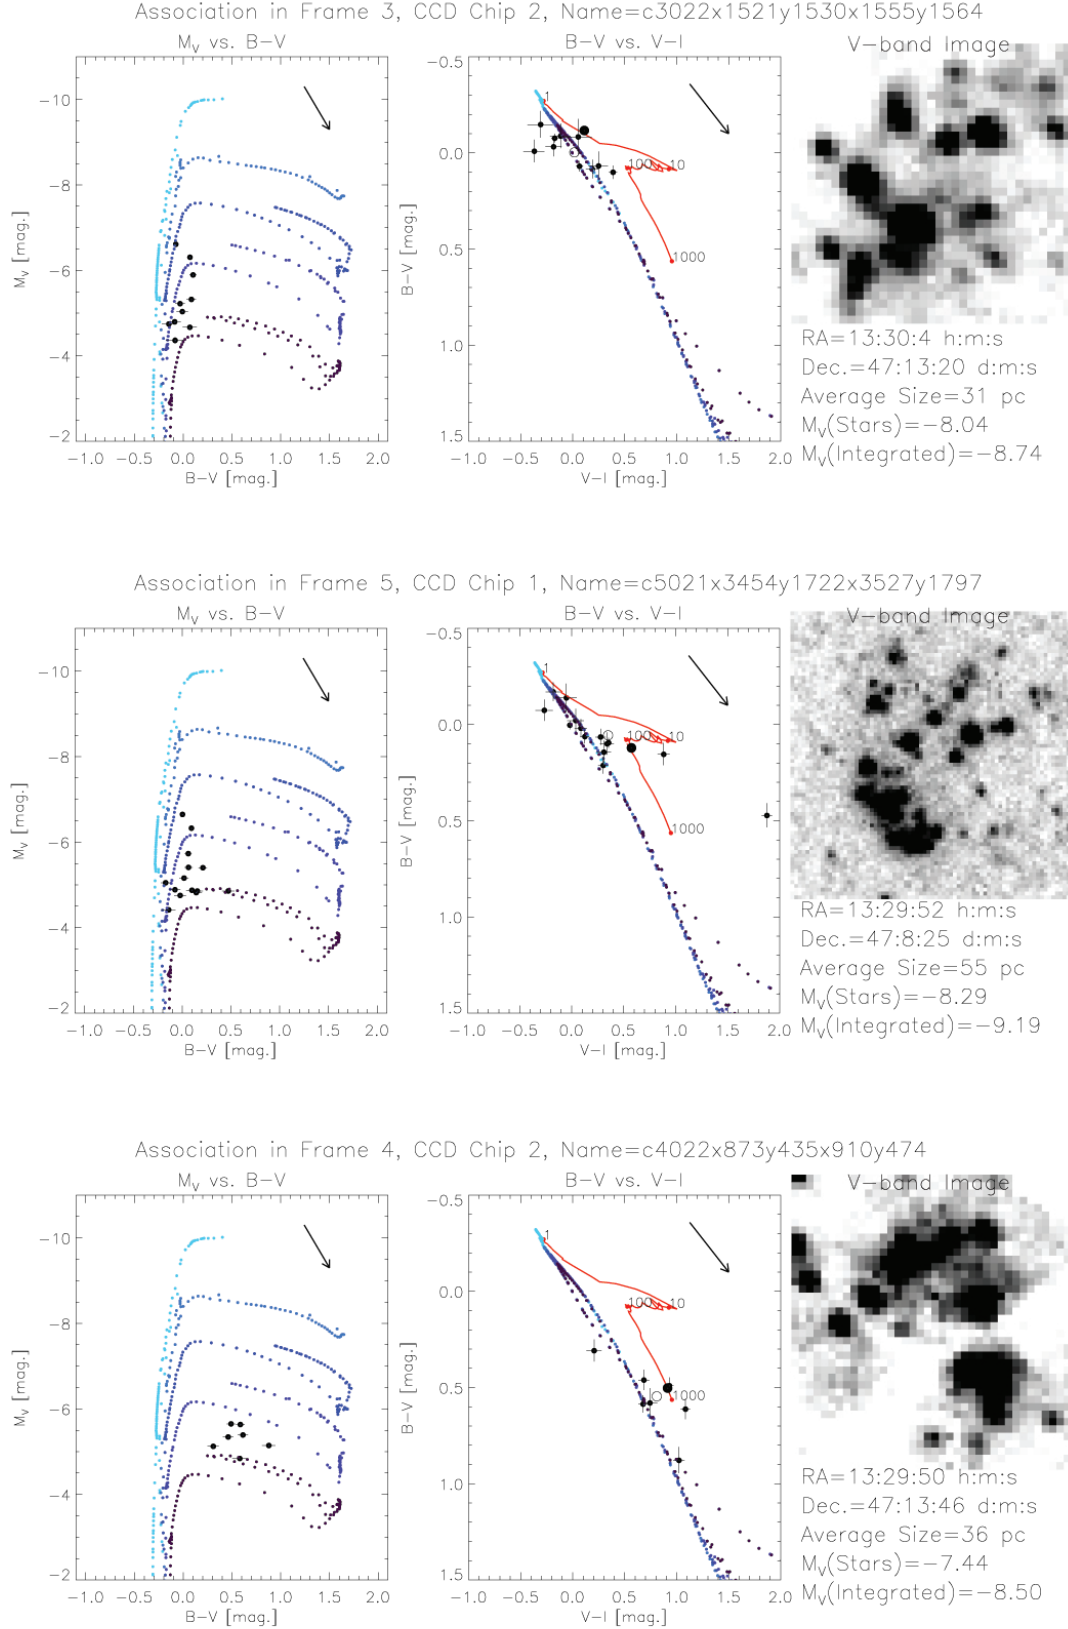 Association in Frame 3, CCD Chip 2, Name=c3022x1521y1530x1555y1564
Mv vs. B-V
B-V vs. V-I
V-band Image
-10
-8
-6
-4
-2
Mv [mag.]
-1.0 -0.5 0.0 0.5 1.0 1.5 2.0
B-V [mag.]
-0.5
0.0
0.5
1.0
1.5
B-V [mag.]
1
100
10
1000
-1.0 -0.5 0.0 0.5 1.0 1.5 2.0
V-I [mag.]
RA=13:30:4 h:m:s
Dec.=47:13:20 d:m:s
Average Size=31 pc
Mv(Stars)=-8.04
Mv(Integrated)=-8.74
Association in Frame 5, CCD Chip 1, Name=c5021x3454y1722x3527y1797
Mv vs. B-V
B-V vs. V-I
V-band Image
-10
-8
-6
-4
-2
Mv [mag.]
-1.0 -0.5 0.0 0.5 1.0 1.5 2.0
B-V [mag.]
-0.5
0.0
0.5
1.0
1.5
B-V [mag.]
1
100
10
1000
-1.0 -0.5 0.0 0.5 1.0 1.5 2.0
V-I [mag.]
RA=13:29:52 h:m:s
Dec.=47:8:25 d:m:s
Average Size=55 pc
Mv(Stars)=-8.29
Mv(Integrated)=-9.19
Association in Frame 4, CCD Chip 2, Name=c4022x873y435x910y474
Mv vs. B-V
B-V vs. V-I
V-band Image
-10
-8
-6
-4
-2
Mv [mag.]
-1.0 -0.5 0.0 0.5 1.0 1.5 2.0
B-V [mag.]
-0.5
0.0
0.5
1.0
1.5
B-V [mag.]
1
100
10
1000
-1.0 -0.5 0.0 0.5 1.0 1.5 2.0
V-I [mag.]
RA=13:29:50 h:m:s
Dec.=47:13:46 d:m:s
Average Size=36 pc
Mv(Stars)=-7.44
Mv(Integrated)=-8.50